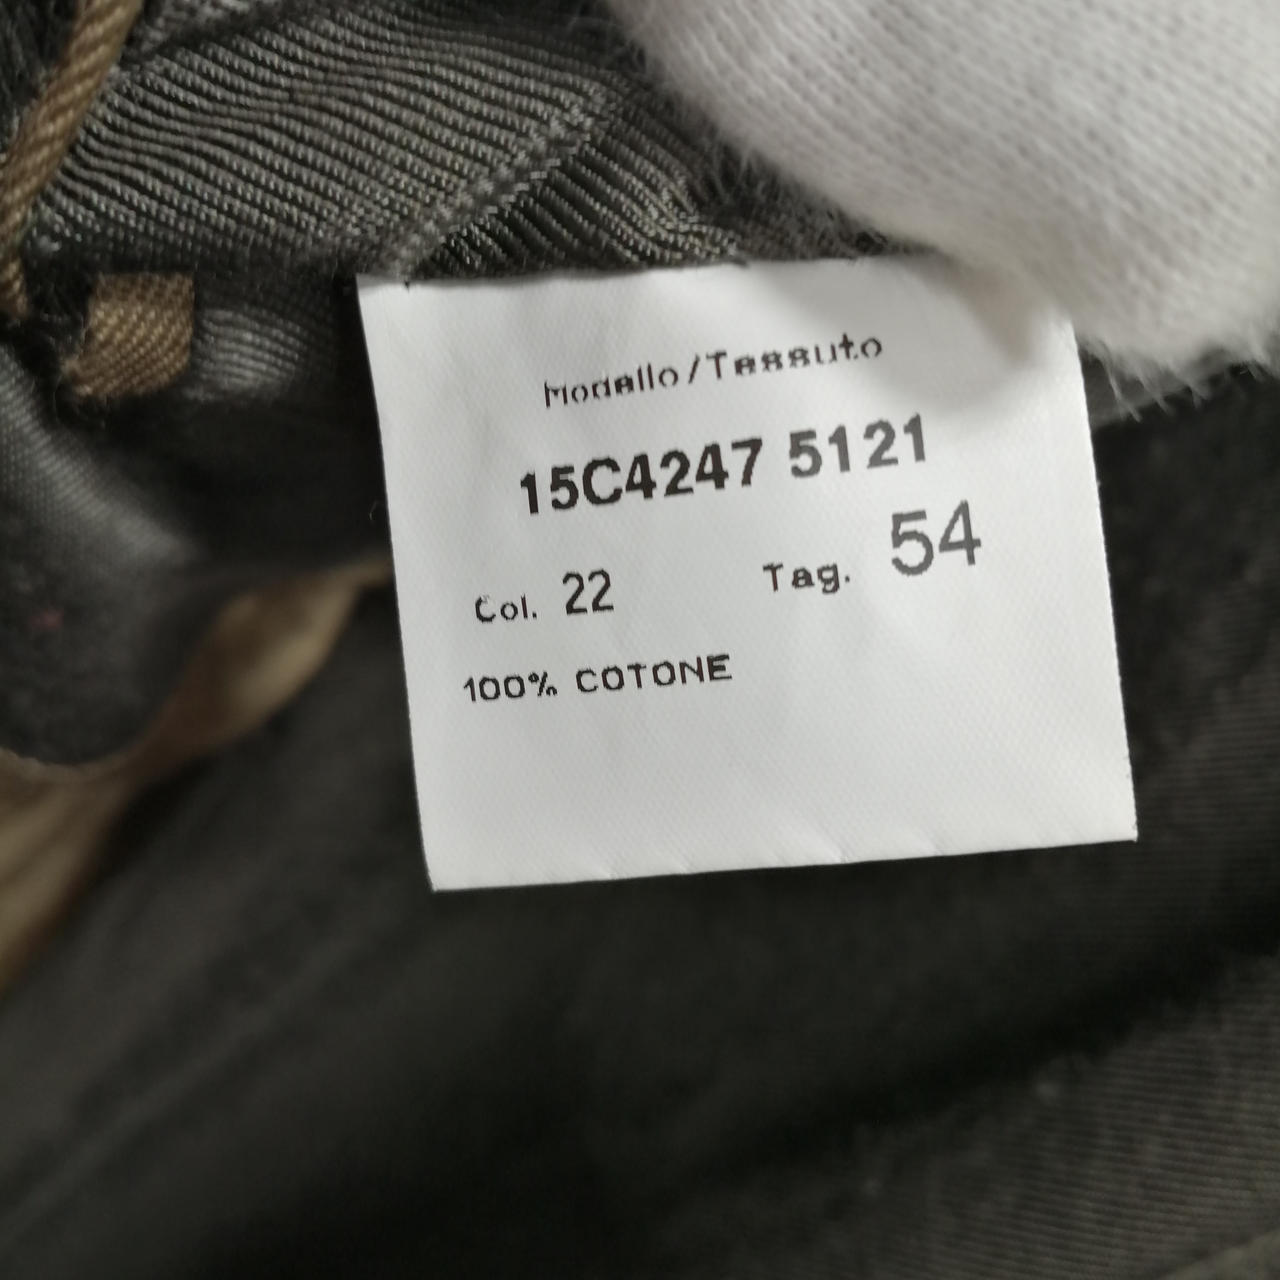 Modello/Tessuto
15C4247 5121
Col. 22 Tag. 54
100% COTONE